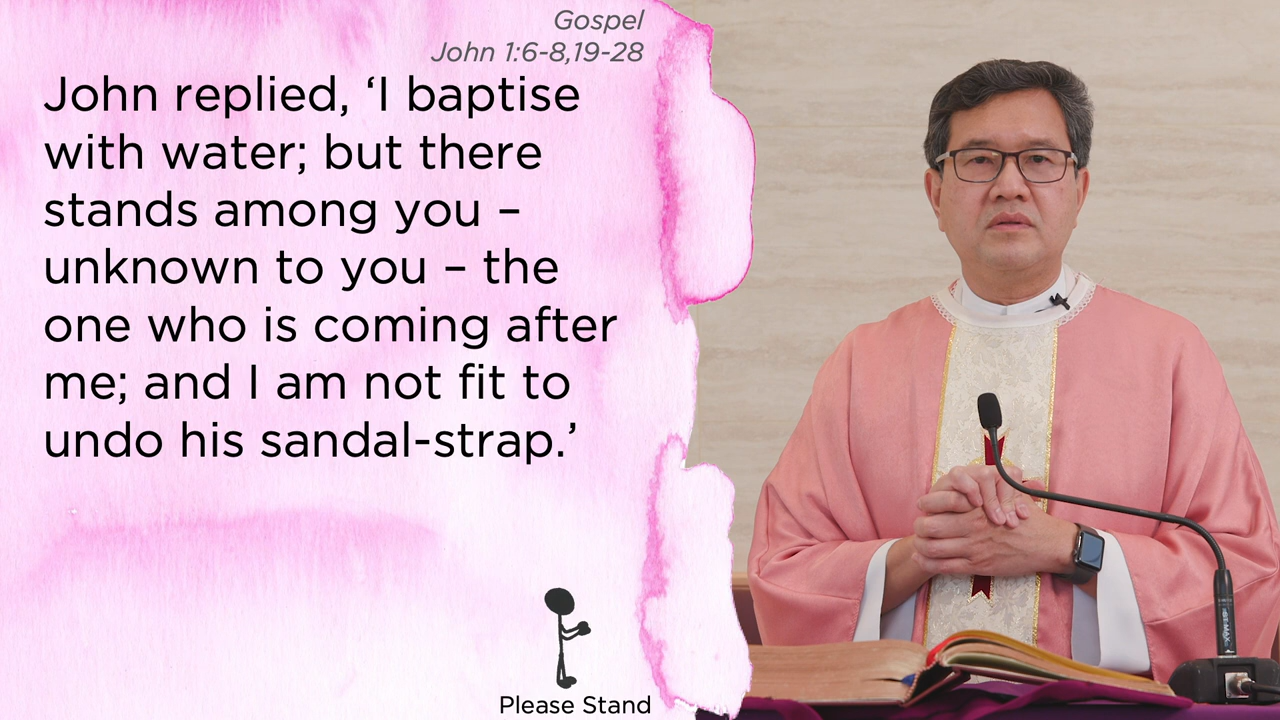 Gospel
John 1:6-8,19-28
John replied, ‘I baptise
with water; but there
stands among you –
unknown to you – the
one who is coming after
me; and I am not fit to
undo his sandal-strap.’
Please Stand